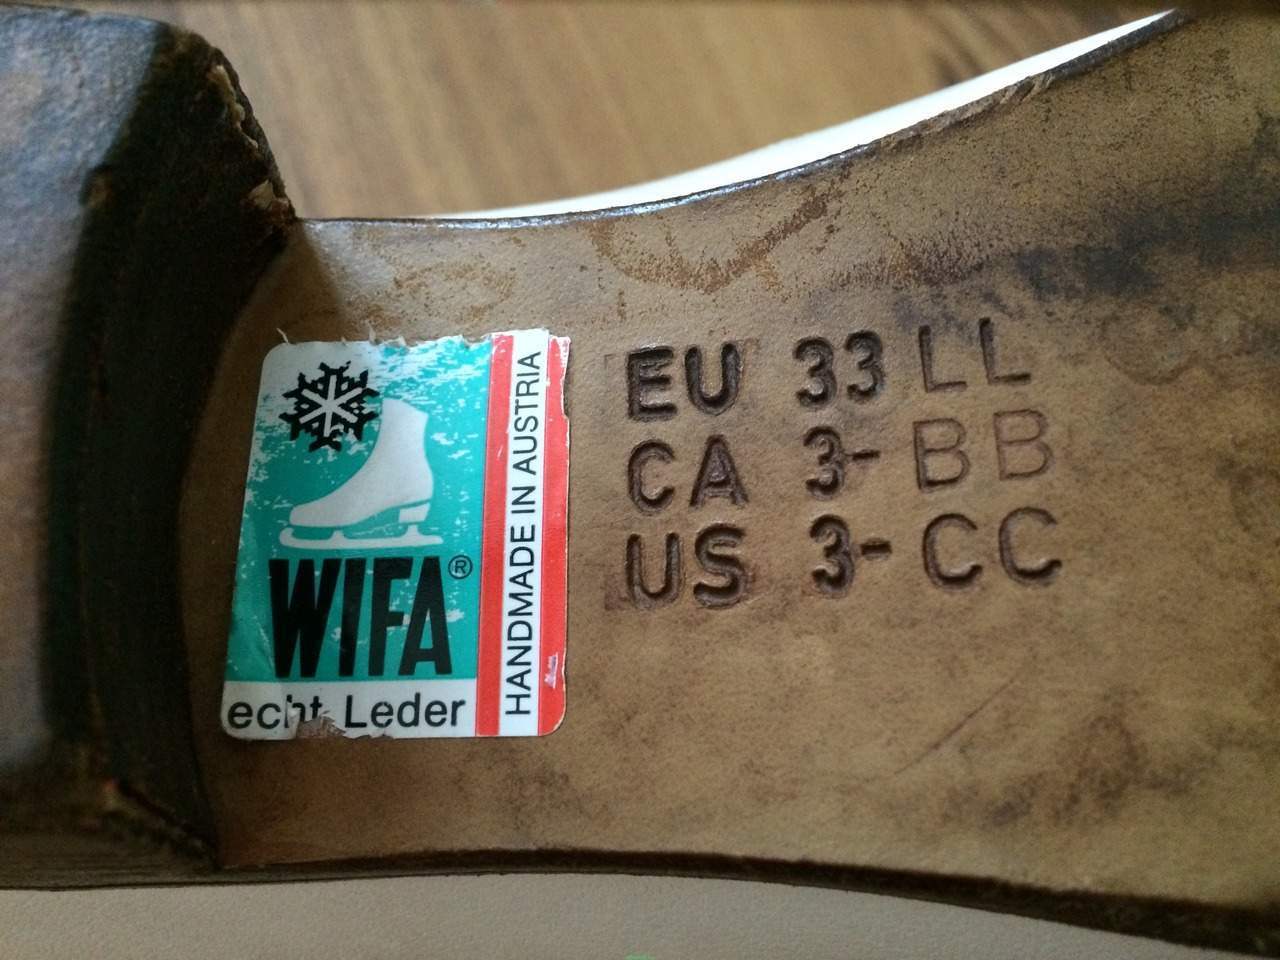 WIFA®
echt Leder
HANDMADE IN AUSTRIA
EU 33 LL
CA 3- BB
US 3- CC